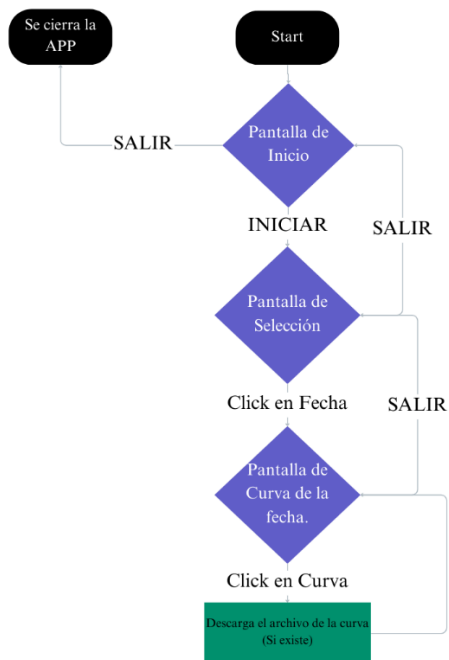 Se cierra la
APP
Start
Pantalla de
Inicio
SALIR
INICIAR
SALIR
Pantalla de
Selección
Click en Fecha
SALIR
Pantalla de
Curva de la
fecha.
Click en Curva
Descarga el archivo de la curva
(Si existe)